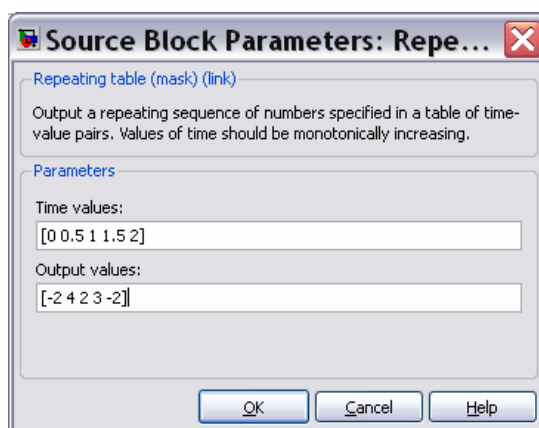 Source Block Parameters: Repe...
Repeating table (mask) (link)
Output a repeating sequence of numbers specified in a table of time-
value pairs. Values of time should be monotonically increasing.
Parameters
Time values:
[0 0.5 1 1.5 2]
Output values:
[-2 4 2 3 -2]
OK
Cancel
Help